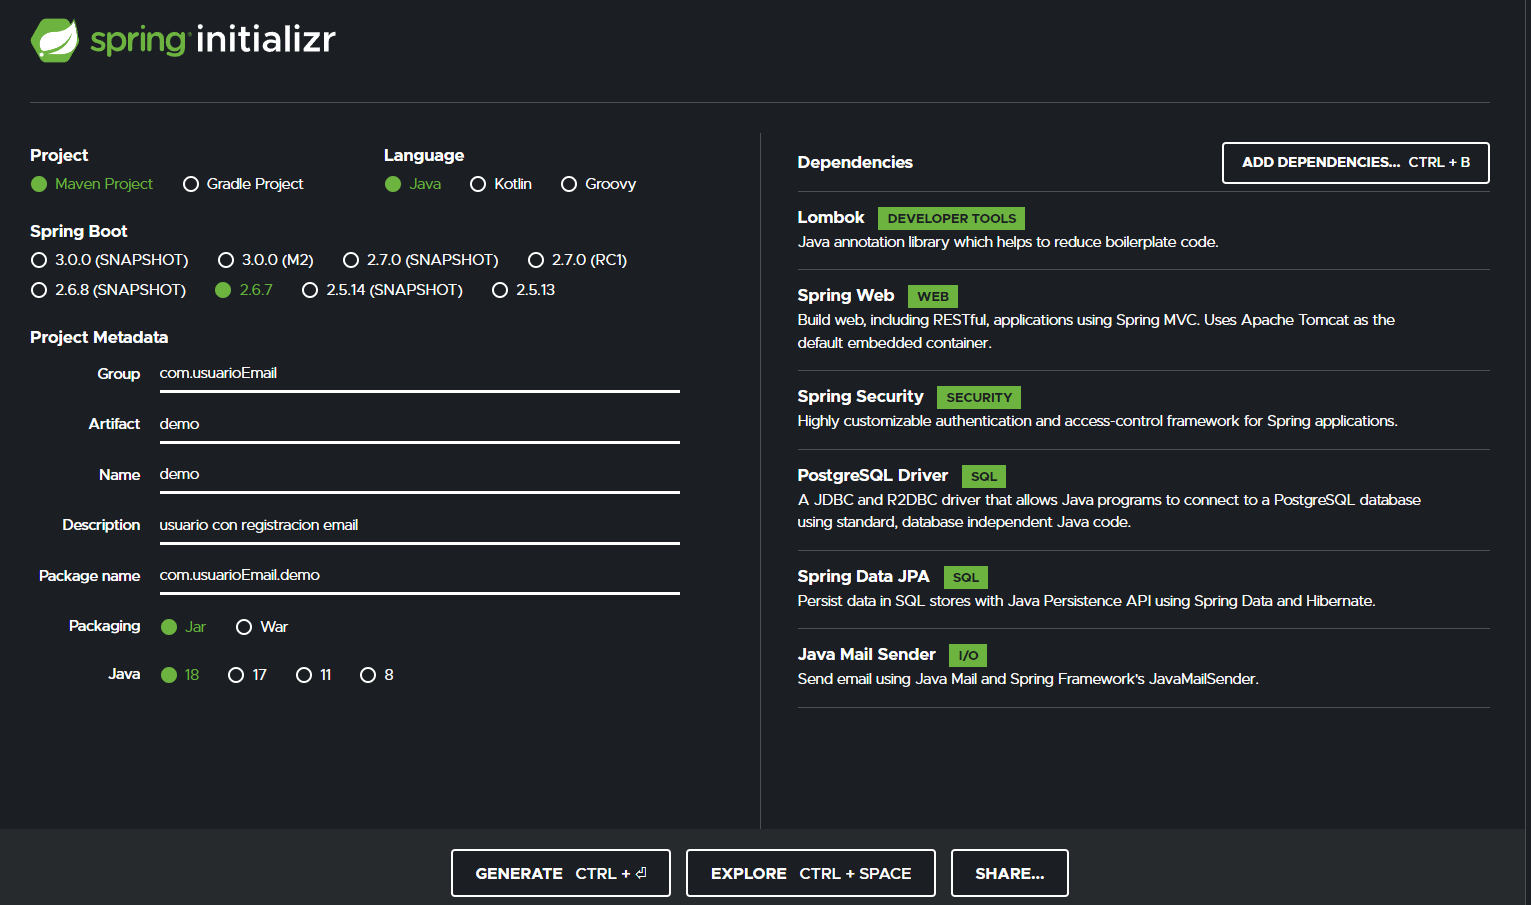 spring initializr
Project
Maven Project
Gradle Project
Language
Java
Kotlin
Groovy
Spring Boot
3.0.0 (SNAPSHOT)
3.0.0 (M2)
2.7.0 (SNAPSHOT)
2.7.0 (RC1)
2.6.8 (SNAPSHOT)
2.6.7
2.5.14 (SNAPSHOT)
2.5.13
Project Metadata
Group com.usuarioEmail
Artifact demo
Name demo
Description usuario con registracion email
Package name com.usuarioEmail.demo
Packaging Jar War
Java 18 17 11 8
Dependencies
ADD DEPENDENCIES... CTRL + B
Lombok DEVELOPER TOOLS
Java annotation library which helps to reduce boilerplate code.
Spring Web WEB
Build web, including RESTful, applications using Spring MVC. Uses Apache Tomcat as the
default embedded container.
Spring Security SECURITY
Highly customizable authentication and access-control framework for Spring applications.
PostgreSQL Driver SQL
A JDBC and R2DBC driver that allows Java programs to connect to a PostgreSQL database
using standard, database independent Java code.
Spring Data JPA SQL
Persist data in SQL stores with Java Persistence API using Spring Data and Hibernate.
Java Mail Sender I/O
Send email using Java Mail and Spring Framework's JavaMailSender.
GENERATE CTRL + ⏎
EXPLORE CTRL + SPACE
SHARE...